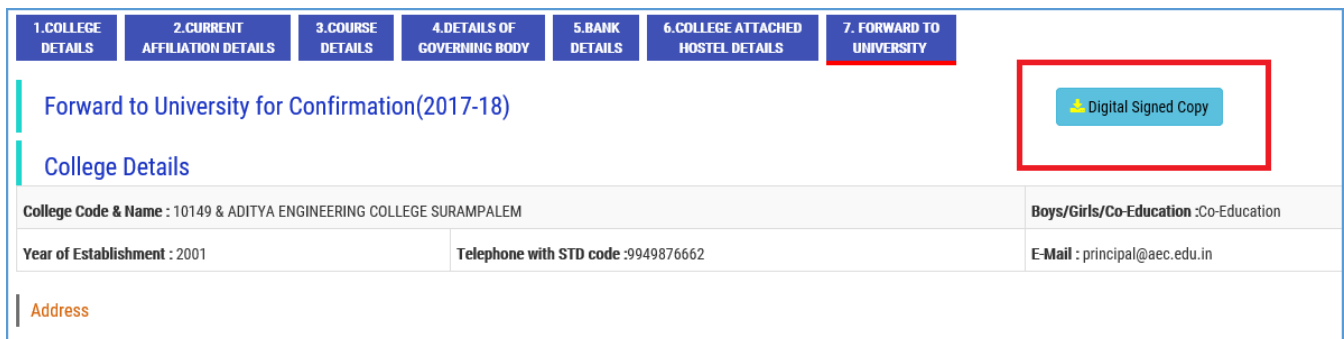 1.COLLEGE DETAILS
2.CURRENT AFFILIATION DETAILS
3.COURSE DETAILS
4.DETAILS OF GOVERNING BODY
5.BANK DETAILS
6.COLLEGE ATTACHED HOSTEL DETAILS
7. FORWARD TO UNIVERSITY
Forward to University for Confirmation(2017-18)
Digital Signed Copy
College Details
College Code & Name : 10149 & ADITYA ENGINEERING COLLEGE SURAMPALEM
Boys/Girls/Co-Education :Co-Education
Year of Establishment : 2001
Telephone with STD code :9949876662
E-Mail : principal@aec.edu.in
Address